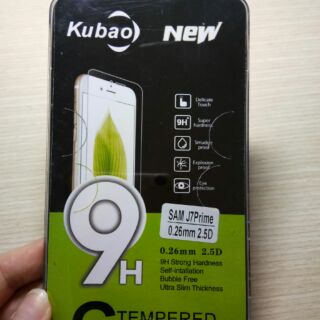 Kubao NEW
Delicate Touch
9H Super hardness
Smudge proof
Explosion proof
Eye protection
SAM J7Prime
0.26mm 2.5D
9H
0.26mm 2.5D
9H Strong Hardness
Self-intallation
Bubble Free
Ultra Slim Thickness
TEMPERED